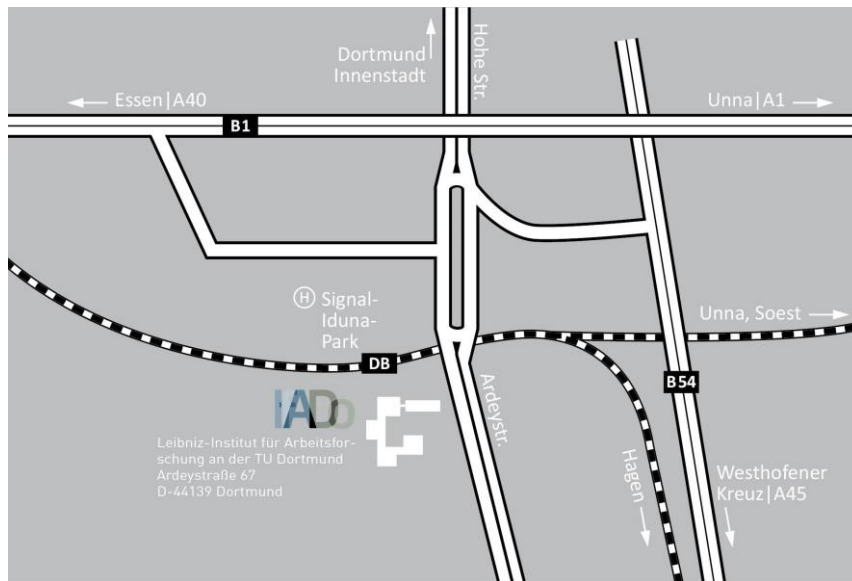 Dortmund
Innenstadt
Hohe Str.
Essen|A40
Unna|A1
B1
H Signal-
Iduna-
Park
Unna, Soest
DB
B54
IfADo
Ardeystr.
Leibniz-Institut für Arbeitsfor-
schung an der TU Dortmund
Ardeystraße 67
D-44139 Dortmund
Hagen
Westhofener
Kreuz|A45